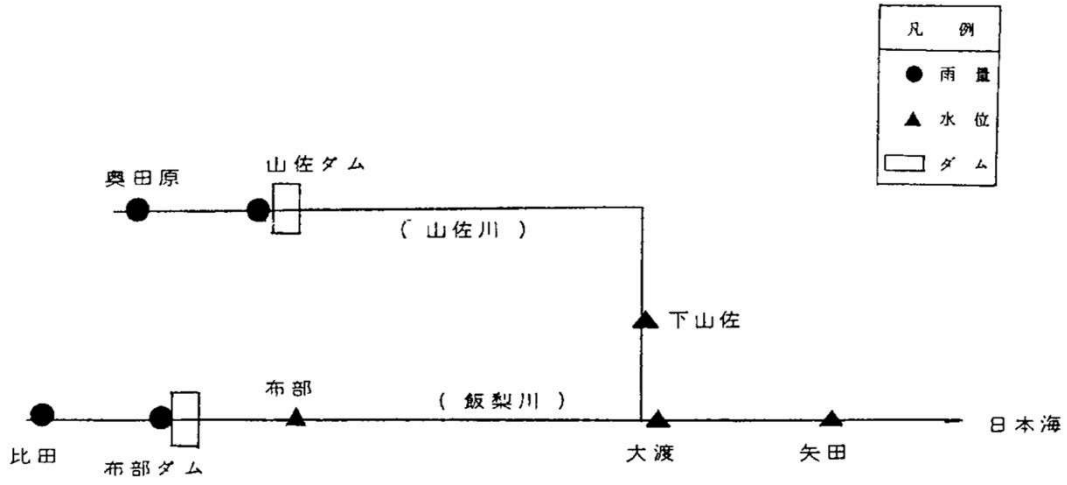 凡 例
● 雨 量
▲ 水 位
ダ ム
山佐ダム
奥田原
( 山佐川 )
下山佐
布部
( 飯梨川 )
日本海
比田
布部ダム
大渡
矢田